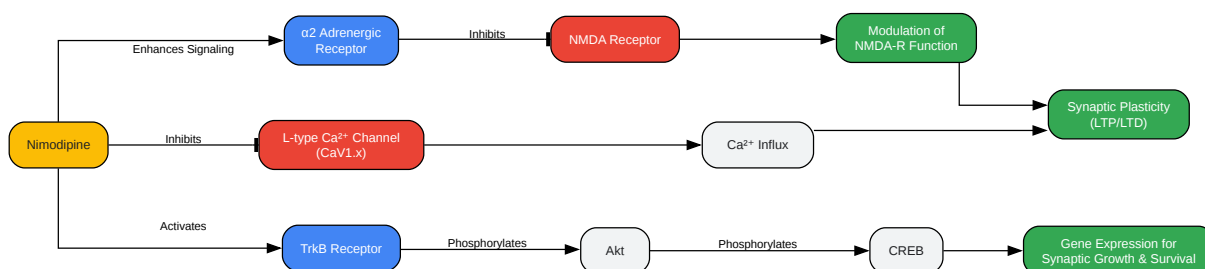 α2 Adrenergic
Receptor
Enhances Signaling
Inhibits
NMDA Receptor
Modulation of
NMDA-R Function
Synaptic Plasticity
(LTP/LTD)
Nimodipine
Inhibits
L-type Ca²⁺ Channel
(CaV1.x)
Ca²⁺ Influx
Activates
TrkB Receptor
Phosphorylates
Akt
Phosphorylates
CREB
Gene Expression for
Synaptic Growth & Survival